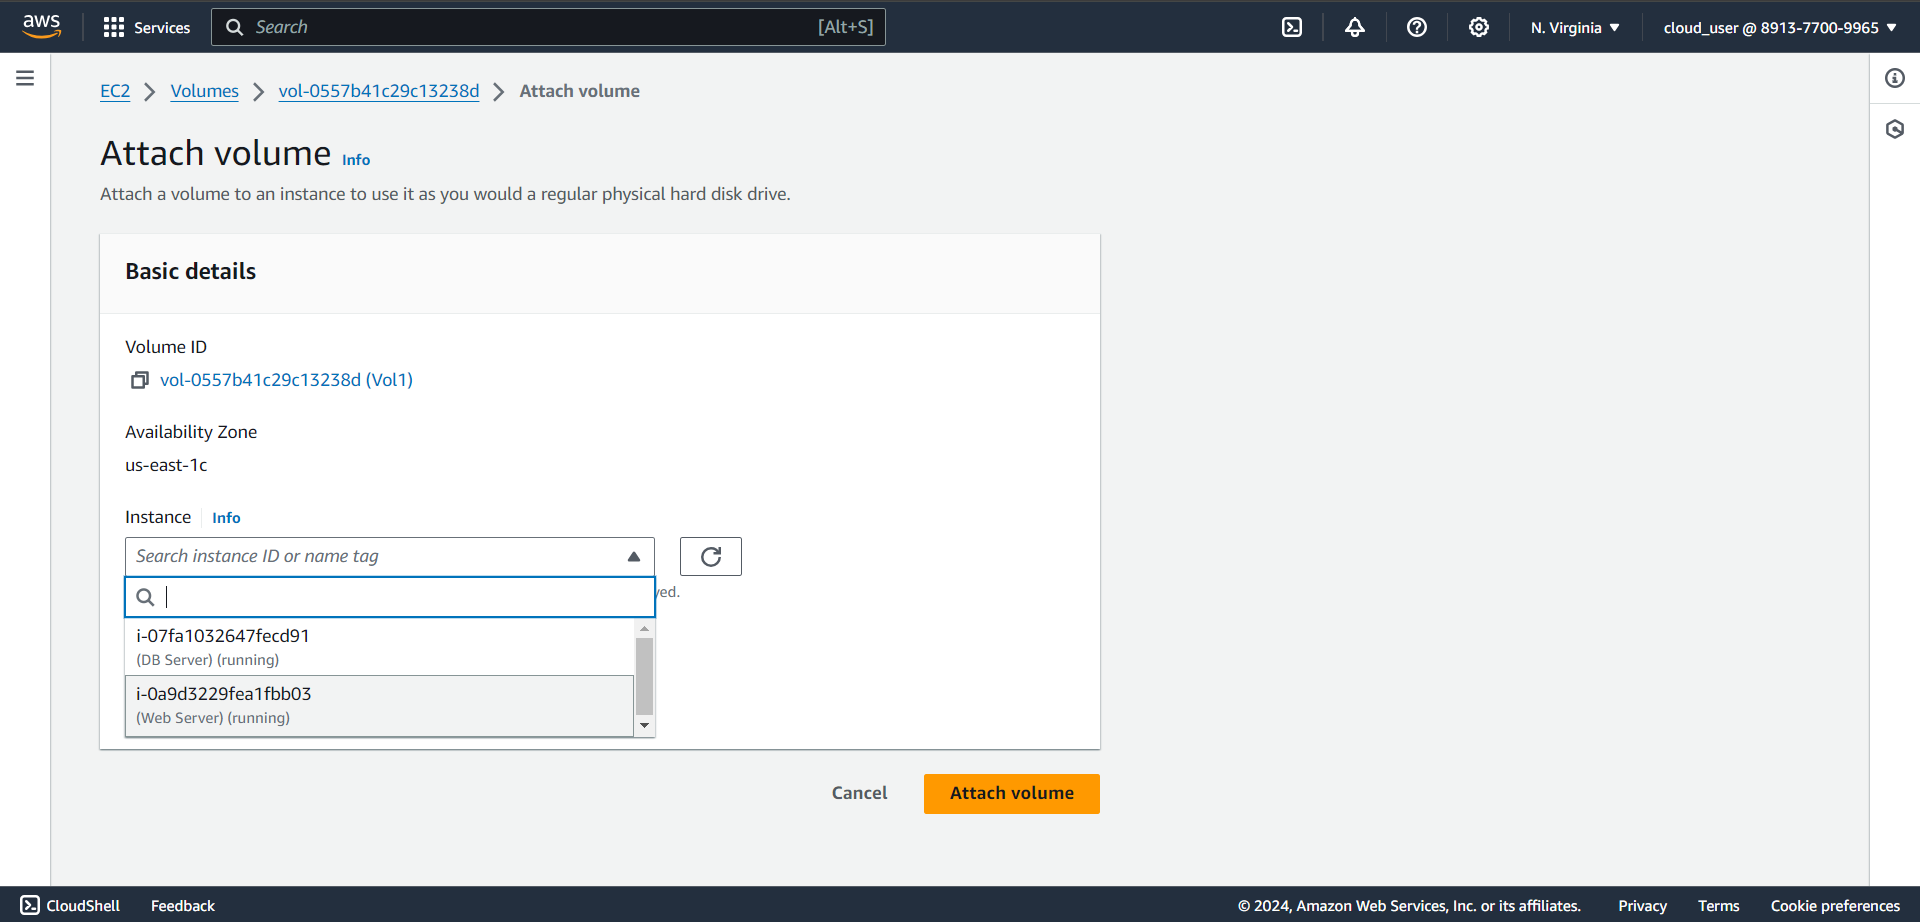 aws
Services
Search [Alt+S]
N. Virginia
cloud_user @ 8913-7700-9965
EC2 Volumes vol-0557b41c29c13238d Attach volume
Attach volume Info
Attach a volume to an instance to use it as you would a regular physical hard disk drive.
Basic details
Volume ID
vol-0557b41c29c13238d (Vol1)
Availability Zone
us-east-1c
Instance Info
Search instance ID or name tag
i-07fa1032647fecd91
(DB Server) (running)
i-0a9d3229fea1fbb03
(Web Server) (running)
Cancel Attach volume
CloudShell Feedback © 2024, Amazon Web Services, Inc. or its affiliates. Privacy Terms Cookie preferences